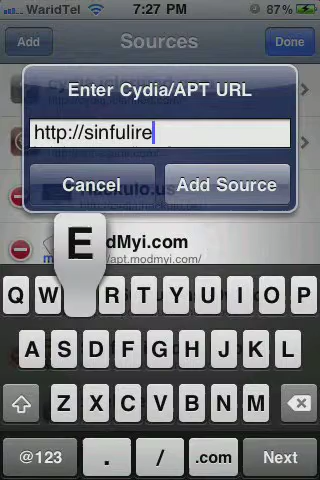 WaridTel 7:27 PM 87%
Add Sources Done
Enter Cydia/APT URL
http://sinfulire
Cancel Add Source
dMyi.com
apt.modmyi.com/
E
Q W R T Y U I O P
A S D F G H J K L
Z X C V B N M
@123 . / .com Next